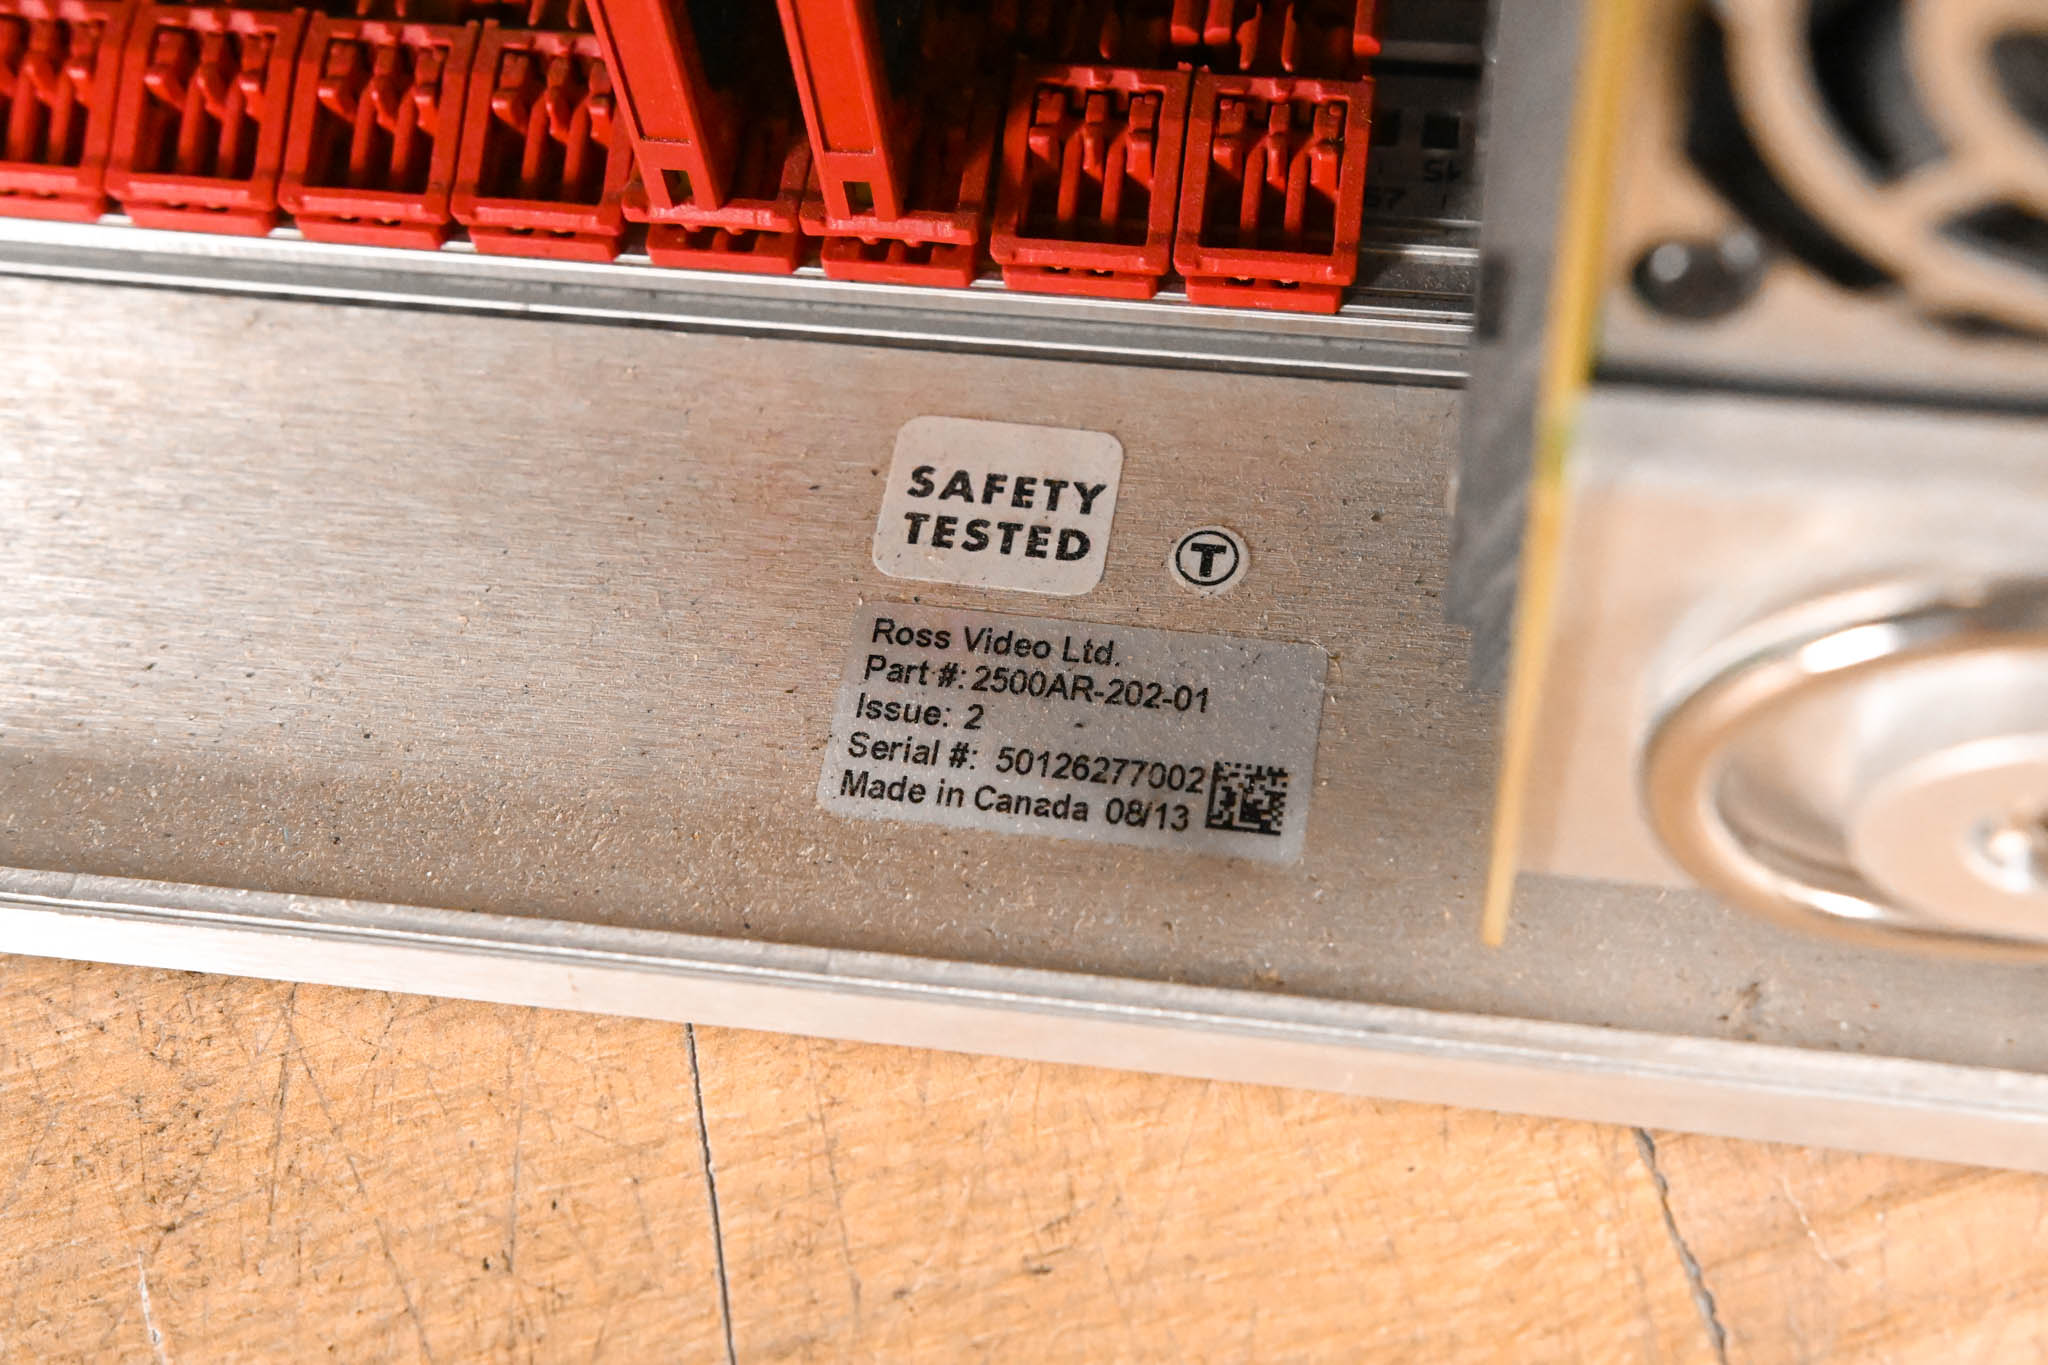 SAFETY
TESTED
T
Ross Video Ltd.
Part #: 2500AR-202-01
Issue: 2
Serial #: 50126277002
Made in Canada 08/13